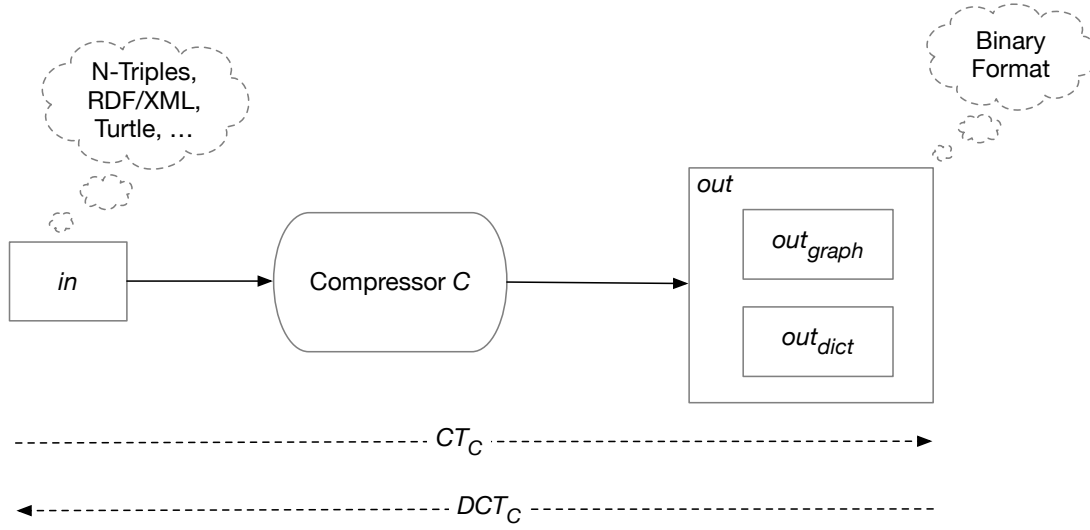 N-Triples,
RDF/XML,
Turtle, …
Binary
Format
in
Compressor C
out
out_graph
out_dict
CT_C
DCT_C